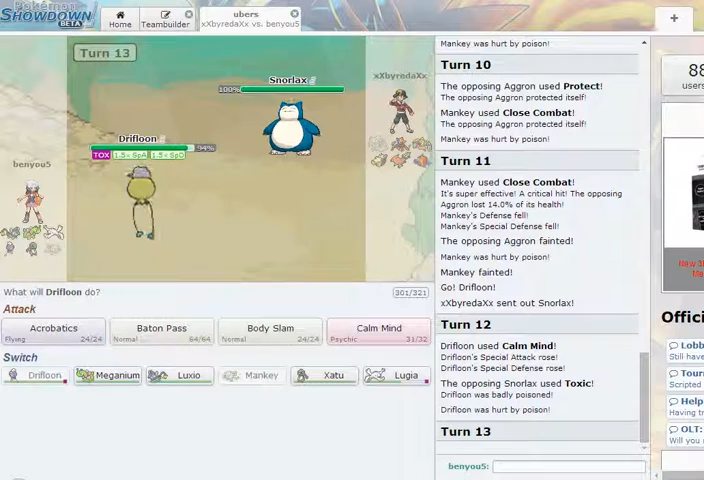 Pokémon
SHOWDOWN
BETA
Home
Teambuilder
ubers
xXbyredaXx vs. benyou5
Turn 13
Snorlax
100%
xXbyredaXx
Drifloon
94%
TOX 1.5x SpA 1.5x SpD
benyou5
What will Drifloon do?
301/321
Attack
Acrobatics
Flying 24/24
Baton Pass
Normal 64/64
Body Slam
Normal 24/24
Calm Mind
Psychic 31/32
Switch
Drifloon
Meganium
Luxio
Mankey
Xatu
Lugia
Mankey was hurt by poison!
Turn 10
The opposing Aggron used Protect!
The opposing Aggron protected itself!
Mankey used Close Combat!
The opposing Aggron protected itself!
Mankey was hurt by poison!
Turn 11
Mankey used Close Combat!
It's super effective! A critical hit! The opposing
Aggron lost 14.0% of its health!
Mankey's Defense fell!
Mankey's Special Defense fell!
The opposing Aggron fainted!
Mankey was hurt by poison!
Mankey fainted!
Go! Drifloon!
xXbyredaXx sent out Snorlax!
Turn 12
Drifloon used Calm Mind!
Drifloon's Special Attack rose!
Drifloon's Special Defense rose!
The opposing Snorlax used Toxic!
Drifloon was badly poisoned!
Drifloon was hurt by poison!
Turn 13
benyou5:
88
users
New 3
Me
Offici
Lobb
Still have
Tour
Scripted
Help
Having tr
OLT:
Will you